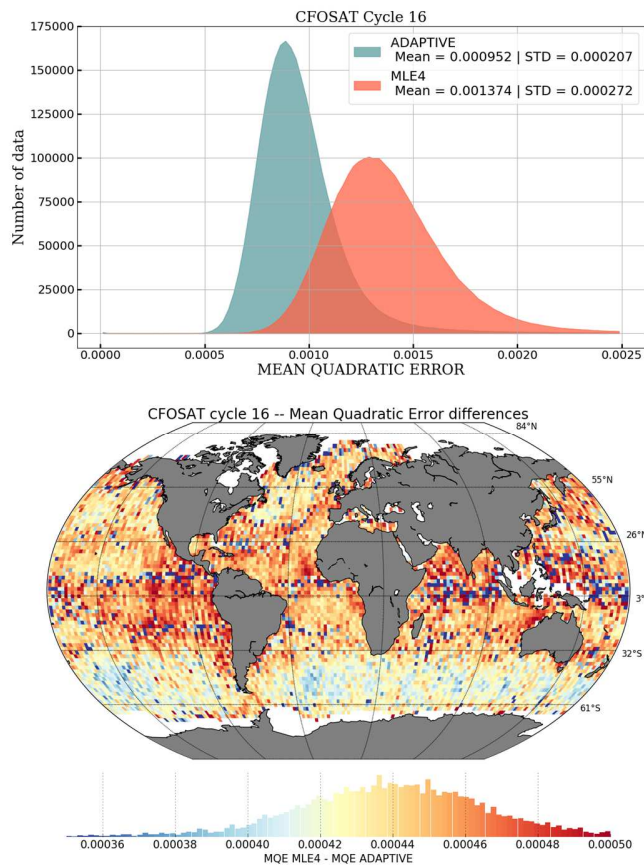 CFOSAT Cycle 16
175000
150000
125000
100000
75000
50000
25000
0
Number of data
ADAPTIVE
Mean = 0.000952 | STD = 0.000207
MLE4
Mean = 0.001374 | STD = 0.000272
0.0000 0.0005 0.0010 0.0015 0.0020 0.0025
MEAN QUADRATIC ERROR
CFOSAT cycle 16 -- Mean Quadratic Error differences
84°N
55°N
26°N
3°
32°S
61°S
0.00036 0.00038 0.00040 0.00042 0.00044 0.00046 0.00048 0.00050
MQE MLE4 - MQE ADAPTIVE